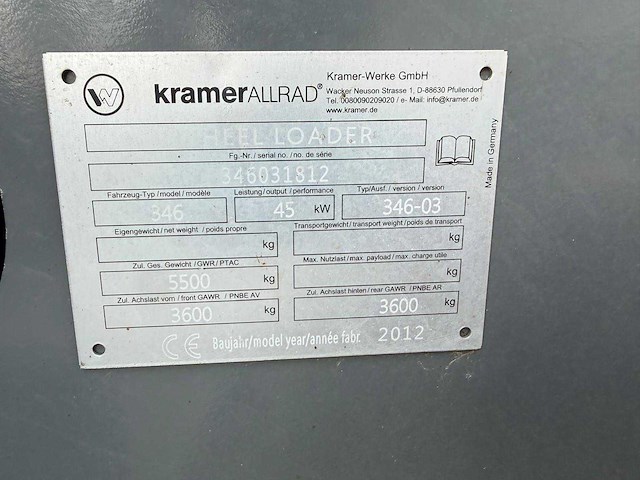 kramerALLRAD®
Kramer-Werke GmbH
Wacker Neuson Strasse 1, D-88630 Pfullendorf
Tel. 0080090209020 / e- Mail: info@kramer.de
www.kramer.de
HEEL LOADER
Fg.-Nr./ serial no. / no. de série
346031812
Fahrzeug-Typ / model / modèle
Leistung/output / performance
Typ/Ausf. / version / version
346
45 kW
346-03
Eigengewicht / net weight / poids propre
Transportgewicht / transport weight / poids de transport
kg
kg
Zul. Ges. Gewicht / GWR / PTAC
Max. Nutzlast / max. payload / max. charge utile
5500 kg
kg
Zul. Achslast vorn / front GAWR / PNBE AV
Zul. Achslast hinten / rear GAWR / PNBE AR
3600 kg
3600 kg
CE Baujahr/model year/année fabr. 2012
Made in Germany